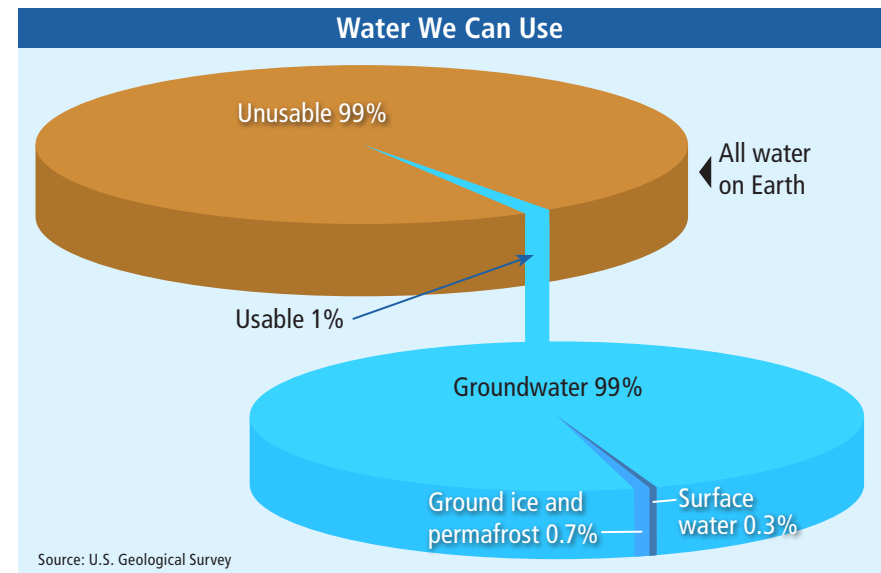 Water We Can Use
Unusable 99%
All water
on Earth
Usable 1%
Groundwater 99%
Ground ice and
permafrost 0.7%
Surface
water 0.3%
Source: U.S. Geological Survey